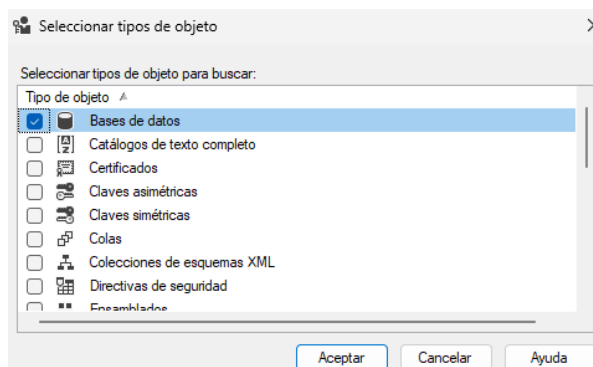 Seleccionar tipos de objeto
Seleccionar tipos de objeto para buscar:
Tipo de objeto
Bases de datos
Catálogos de texto completo
Certificados
Claves asimétricas
Claves simétricas
Colas
Colecciones de esquemas XML
Directivas de seguridad
Ensamblados
Aceptar Cancelar Ayuda